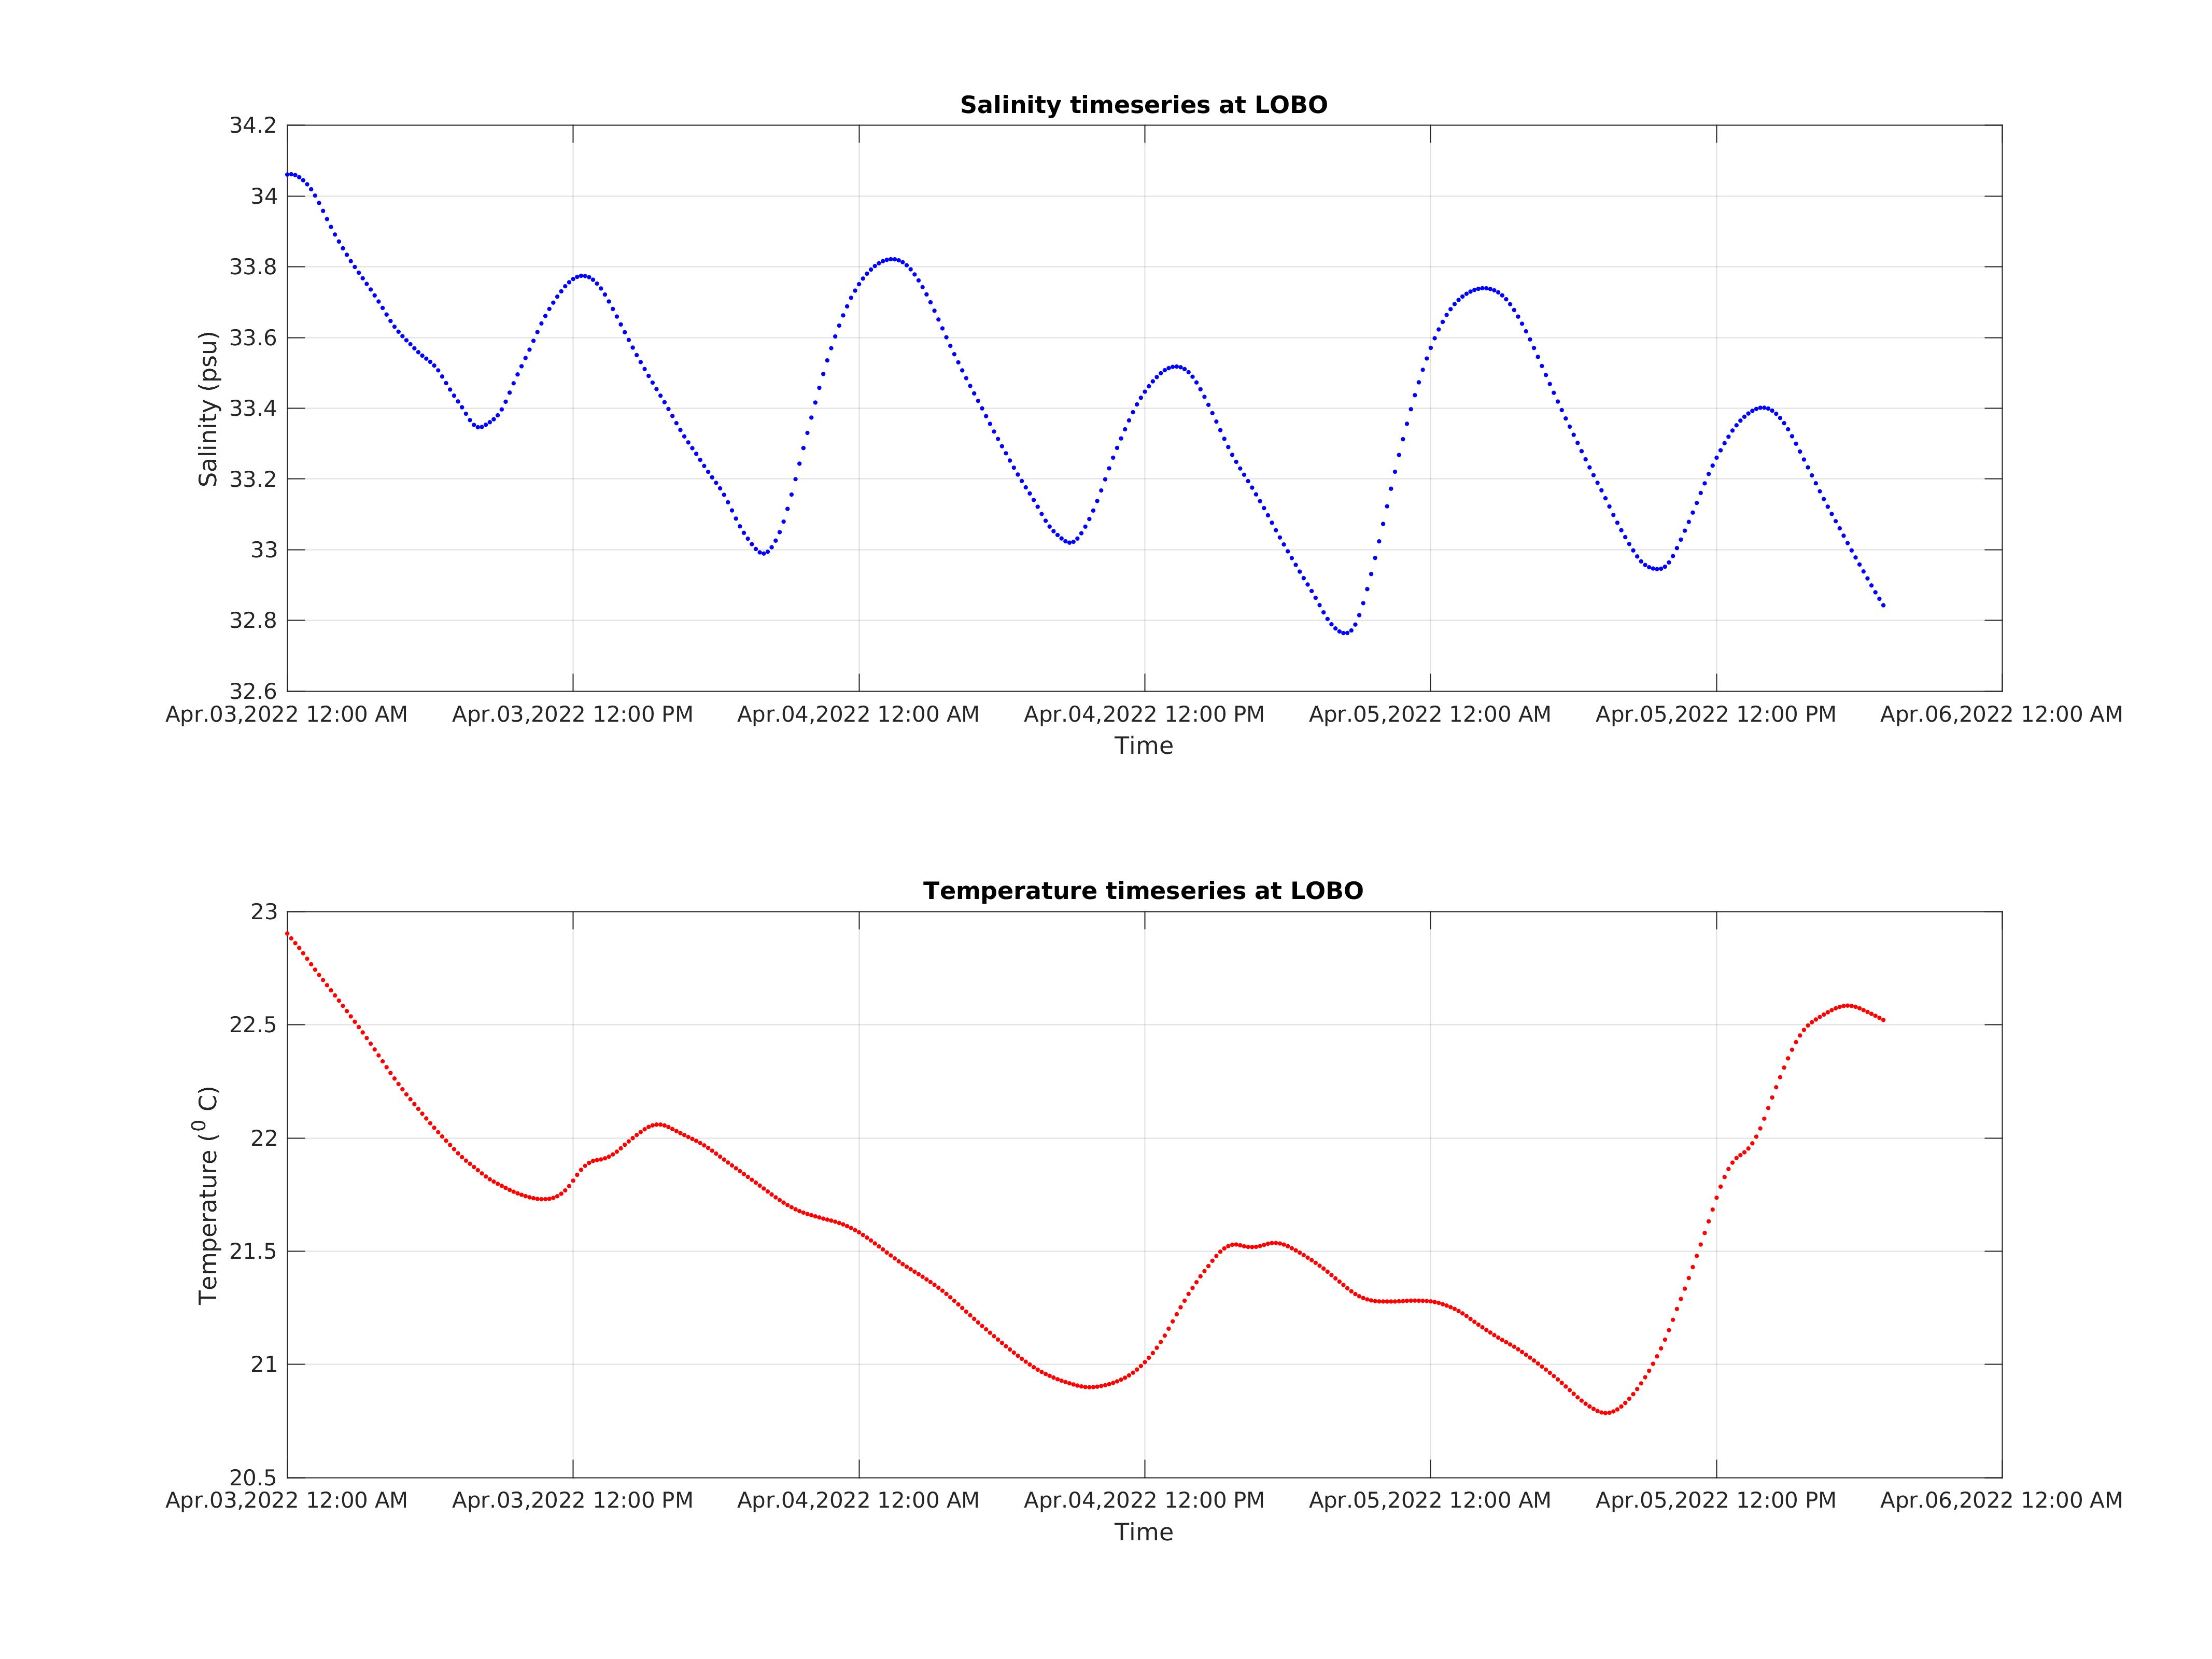 Salinity timeseries at LOBO
34.2
34
33.8
33.6
33.4
33.2
33
32.8
32.6
Salinity (psu)
Apr.03,2022 12:00 AM Apr.03,2022 12:00 PM Apr.04,2022 12:00 AM Apr.04,2022 12:00 PM Apr.05,2022 12:00 AM Apr.05,2022 12:00 PM Apr.06,2022 12:00 AM
Time
Temperature timeseries at LOBO
23
22.5
22
21.5
21
20.5
Temperature (⁰ C)
Apr.03,2022 12:00 AM Apr.03,2022 12:00 PM Apr.04,2022 12:00 AM Apr.04,2022 12:00 PM Apr.05,2022 12:00 AM Apr.05,2022 12:00 PM Apr.06,2022 12:00 AM
Time